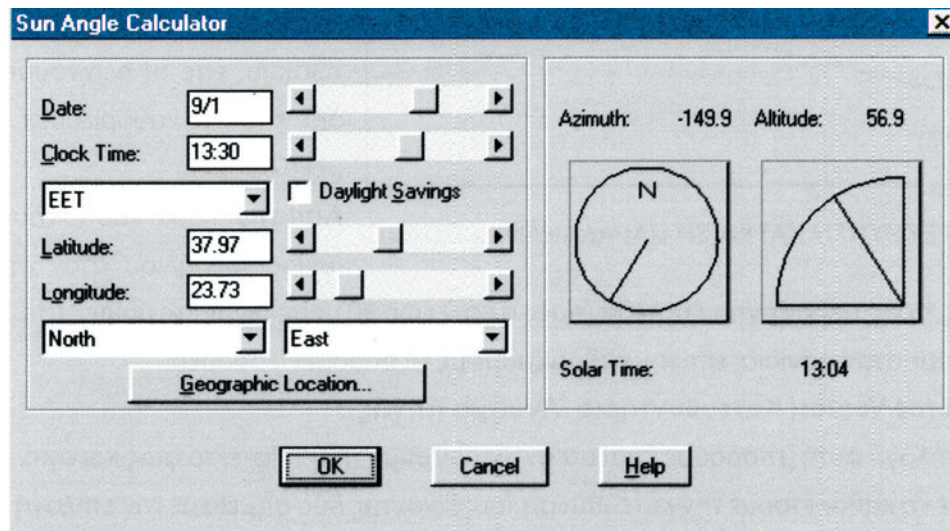 Sun Angle Calculator
Date: 9/1
Clock Time: 13:30
EET Daylight Savings
Latitude: 37.97
Longitude: 23.73
North East
Geographic Location...
Azimuth: -149.9 Altitude: 56.9
N
Solar Time: 13:04
OK Cancel Help